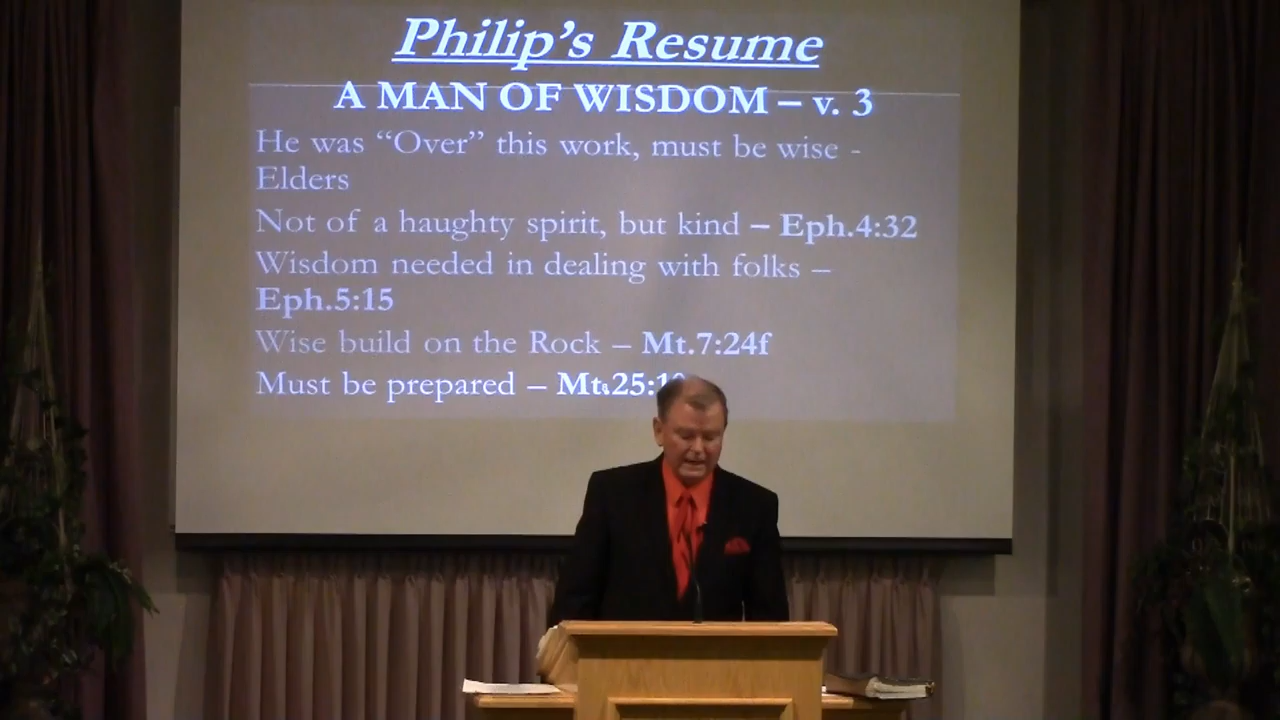 Philip's Resume
A MAN OF WISDOM – v. 3
He was “Over” this work, must be wise -
Elders
Not of a haughty spirit, but kind – Eph.4:32
Wisdom needed in dealing with folks –
Eph.5:15
Wise build on the Rock – Mt.7:24f
Must be prepared –